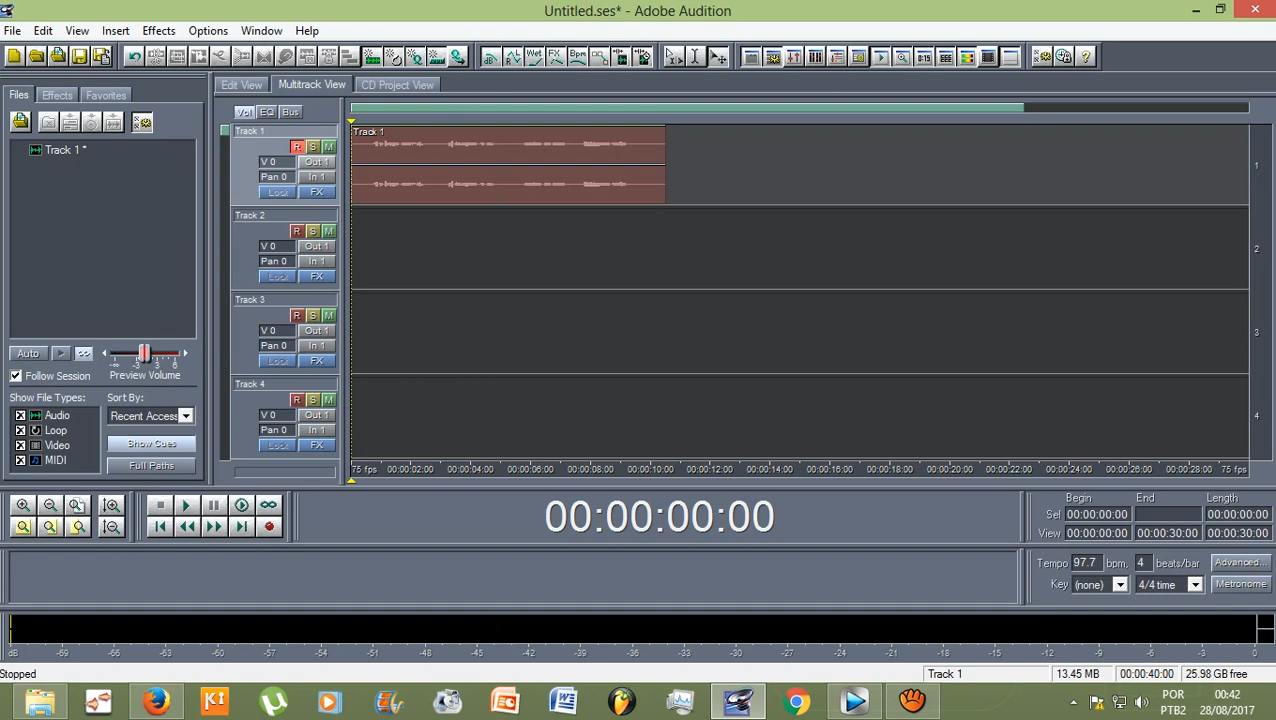 Untitled.ses* - Adobe Audition
File Edit View Insert Effects Options Window Help
Files Effects Favorites
Edit View Multitrack View CD Project View
Vol EQ Bus
Track 1 *
Track 1
R S M
V 0 Out 1
Pan 0 In 1
Lock FX
Track 1
1
Track 2
R S M
V 0 Out 1
Pan 0 In 1
Lock FX
2
Track 3
R S M
V 0 Out 1
Pan 0 In 1
Lock FX
3
Track 4
R S M
V 0 Out 1
Pan 0 In 1
Lock FX
4
Auto
-∞ -3 3 6
Follow Session Preview Volume
Show File Types: Sort By:
Audio
Loop
Video
MIDI
Recent Access
Show Cues
Full Paths
75 fps 00:00:02:00 00:00:04:00 00:00:06:00 00:00:08:00 00:00:10:00 00:00:12:00 00:00:14:00 00:00:16:00 00:00:18:00 00:00:20:00 00:00:22:00 00:00:24:00 00:00:26:00 00:00:28:00 75 fps
00:00:00:00
Begin End Length
Sel 00:00:00:00 00:00:00:00
View 00:00:00:00 00:00:30:00 00:00:30:00
Tempo 97.7 bpm, 4 beats/bar Advanced...
Key (none) 4/4 time Metronome
dB -69 -66 -63 -60 -57 -54 -51 -48 -45 -42 -39 -36 -33 -30 -27 -24 -21 -18 -15 -12 -9 -6 -3 0
Stopped Track 1 13.45 MB 00:00:40:00 25.98 GB free
POR 00:42
PTB2 28/08/2017